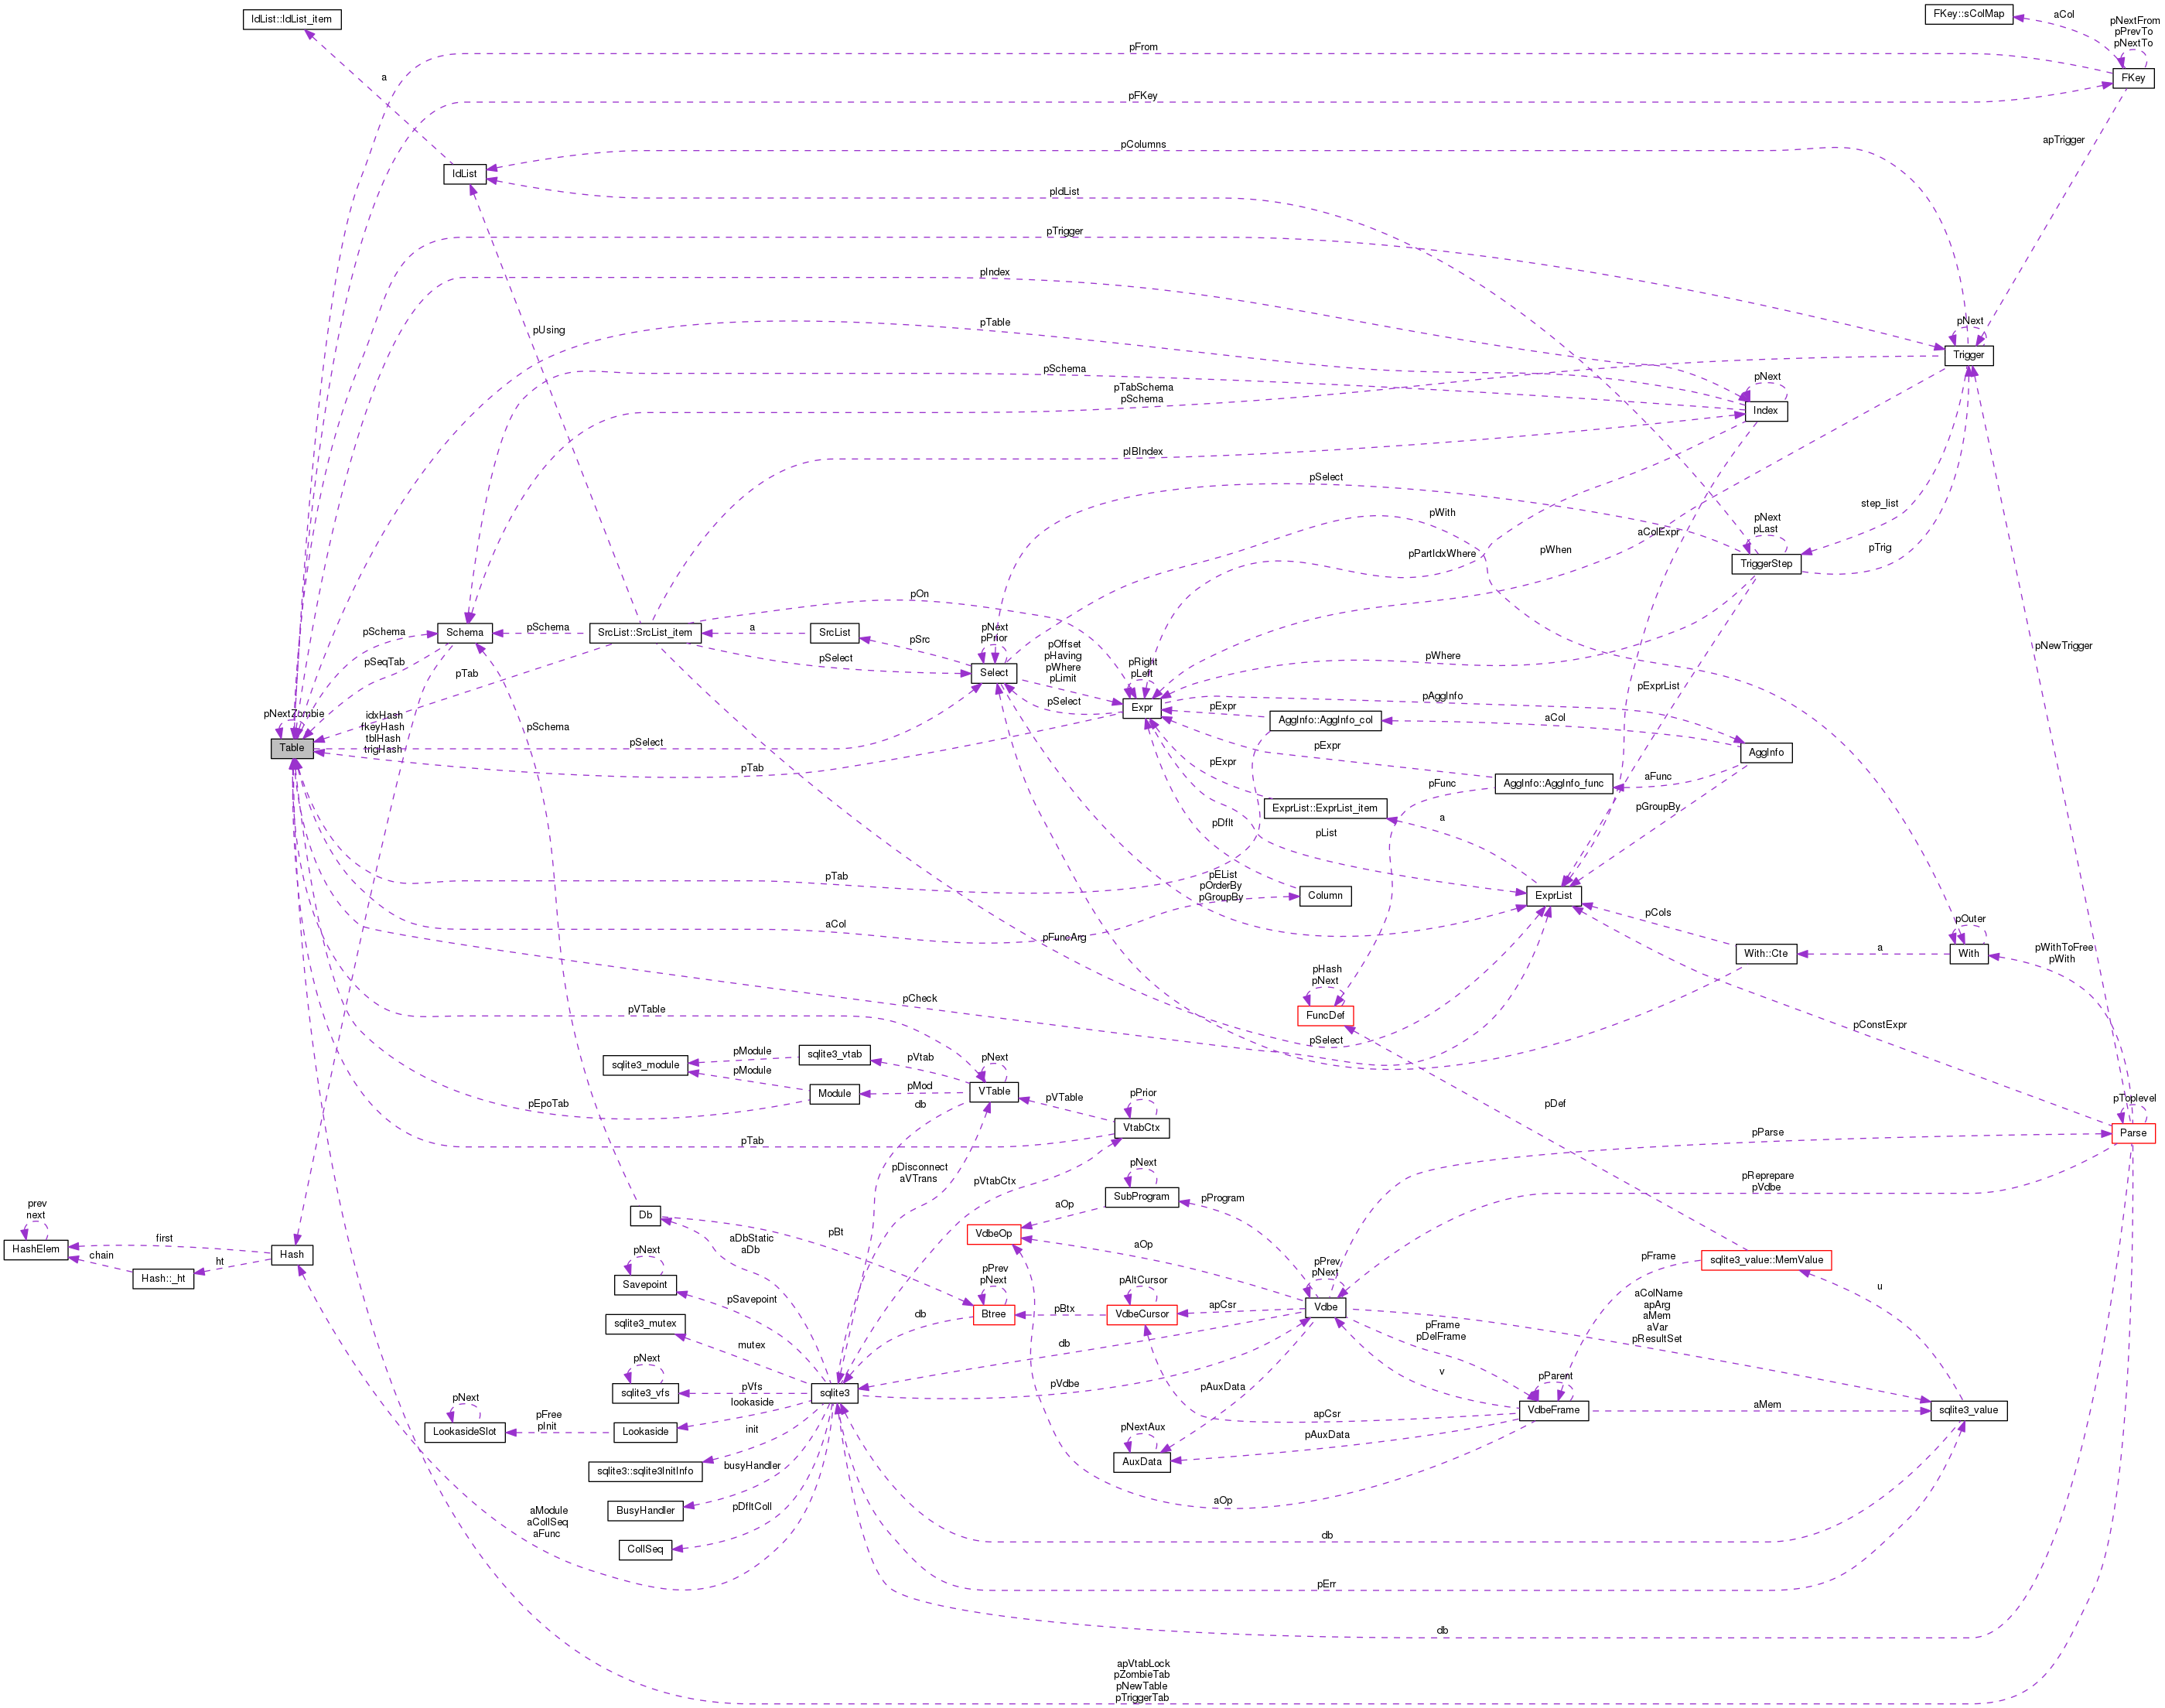 IdList::IdList_item
FKey::sColMap
aCol
pNextFrom
pPrevTo
pNextTo
pFrom
a
FKey
pFKey
apTrigger
pColumns
IdList
pIdList
pTrigger
pIndex
pTable
pNext
pUsing
Trigger
pSchema
pNext
pTabSchema
pSchema
Index
pIBIndex
pSelect
step_list
pWith
pNext
pLast
aColExpr
pPartIdxWhere
pWhen
pTrig
TriggerStep
pOn
pSchema
Schema
pSchema
SrcList::SrcList_item
a
SrcList
pNext
pPrior
pSrc
pOffset
pHaving
pWhere
pLimit
pNewTrigger
pSeqTab
pSelect
pWhere
pTab
Select
pRight
pLeft
pExprList
pAggInfo
pSelect
Expr
pExpr
AggInfo::AggInfo_col
aCol
pNextZombie
idxHash
fkeyHash
tblHash
trigHash
pSchema
Table
pSelect
pExpr
AggInfo
pTab
pExpr
aFunc
AggInfo::AggInfo_func
pFunc
ExprList::ExprList_item
pGroupBy
pDflt
a
pList
pTab
pEList
pOrderBy
pGroupBy
Column
ExprList
pCols
pOuter
aCol
pFuncArg
With::Cte
a
With
pWithToFree
pWith
pHash
pNext
pCheck
FuncDef
pVTable
pConstExpr
pSelect
sqlite3_module
pModule
sqlite3_vtab
pVtab
pNext
pModule
Module
pMod
VTable
pVTable
pPrior
pEpoTab
db
pDef
pToplevel
VtabCtx
pTab
pParse
Parse
pDisconnect
aVTrans
pVtabCtx
pNext
pReprepare
pVdbe
SubProgram
pProgram
prev
next
Db
aOp
VdbeOp
HashElem
first
Hash
aDbStatic
aDb
pBt
aOp
chain
ht
Hash::_ht
pNext
Savepoint
pPrev
pNext
pAltCursor
pPrev
pNext
pFrame
sqlite3_value::MemValue
u
pSavepoint
db
Btree
pBtx
VdbeCursor
apCsr
Vdbe
aColName
apArg
aMem
aVar
pResultSet
sqlite3_mutex
mutex
db
pFrame
pDelFrame
pNext
sqlite3_vfs
pVfs
sqlite3
pVdbe
pAuxData
v
pParent
pNext
lookaside
LookasideSlot
pFree
pInit
Lookaside
apCsr
VdbeFrame
aMem
sqlite3_value
init
pNextAux
pAuxData
sqlite3::sqlite3InitInfo
AuxData
busyHandler
aOp
BusyHandler
pDfltColl
aModule
aCollSeq
aFunc
db
CollSeq
pErr
db
apVtabLock
pZombieTab
pNewTable
pTriggerTab